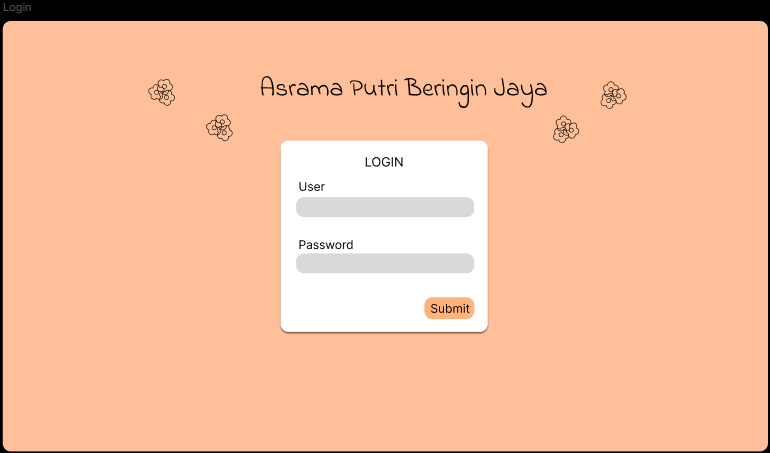 Login
Asrama Putri Beringin Jaya
LOGIN
User
Password
Submit